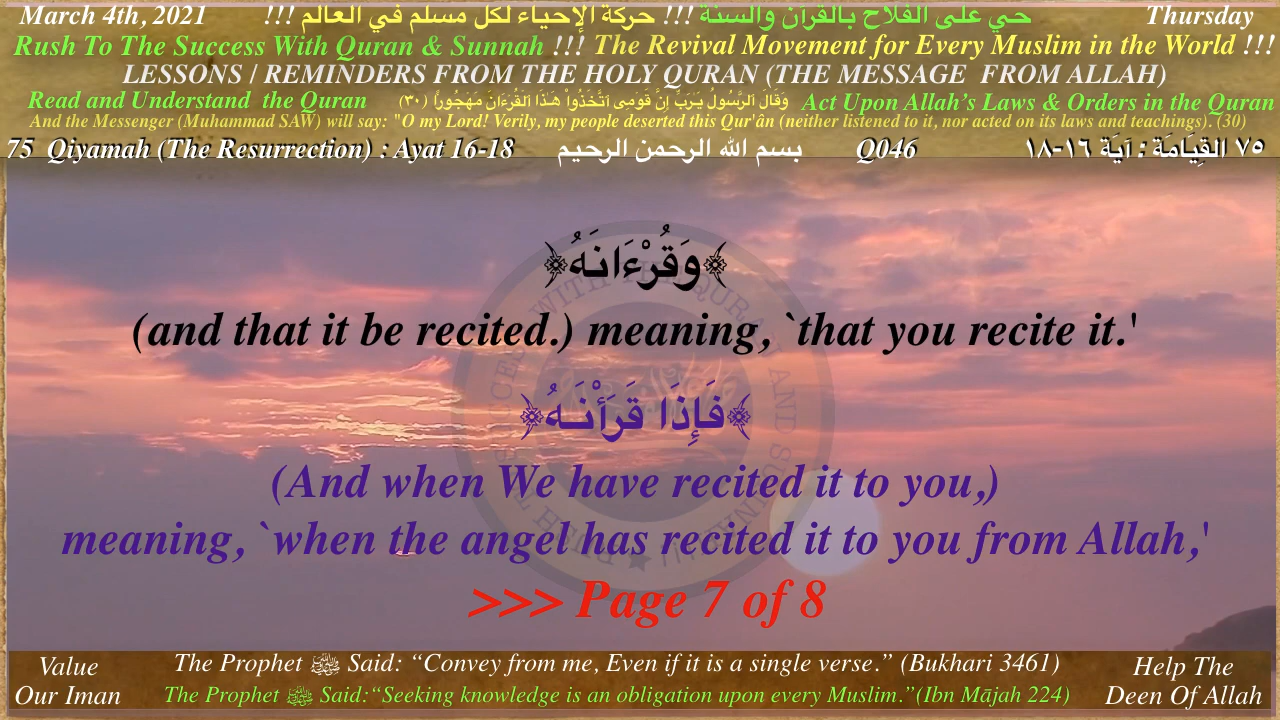 March 4th, 2021 !!! حي على الفلاح بالقرآن والسنة !!! حركة الإحياء لكل مسلم في العالم !!! Thursday
Rush To The Success With Quran & Sunnah !!! The Revival Movement for Every Muslim in the World !!!
LESSONS / REMINDERS FROM THE HOLY QURAN (THE MESSAGE FROM ALLAH)
Read and Understand the Quran وَقَالَ ٱلرَّسُولُ يَـٰرَبِّ إِنَّ قَوْمِى ٱتَّخَذُوا۟ هَـٰذَا ٱلْقُرْءَانَ مَهْجُورًا (٣٠) Act Upon Allah’s Laws & Orders in the Quran
And the Messenger (Muhammad SAW) will say: "O my Lord! Verily, my people deserted this Qur'ân (neither listened to it, nor acted on its laws and teachings). (30)
75 Qiyamah (The Resurrection) : Ayat 16-18 بسم الله الرحمن الرحيم Q046 ٧٥ القِيَامَة : آيَة ١٦-١٨
﴿وَقُرْءَانَهُ﴾
(and that it be recited.) meaning, `that you recite it.'
﴿فَإِذَا قَرَأْنَـهُ﴾
(And when We have recited it to you,)
meaning, `when the angel has recited it to you from Allah,'
>>> Page 7 of 8
Value Our Iman
The Prophet ﷺ Said: “Convey from me, Even if it is a single verse.” (Bukhari 3461)
The Prophet ﷺ Said:“Seeking knowledge is an obligation upon every Muslim.”(Ibn Mājah 224)
Help The Deen Of Allah